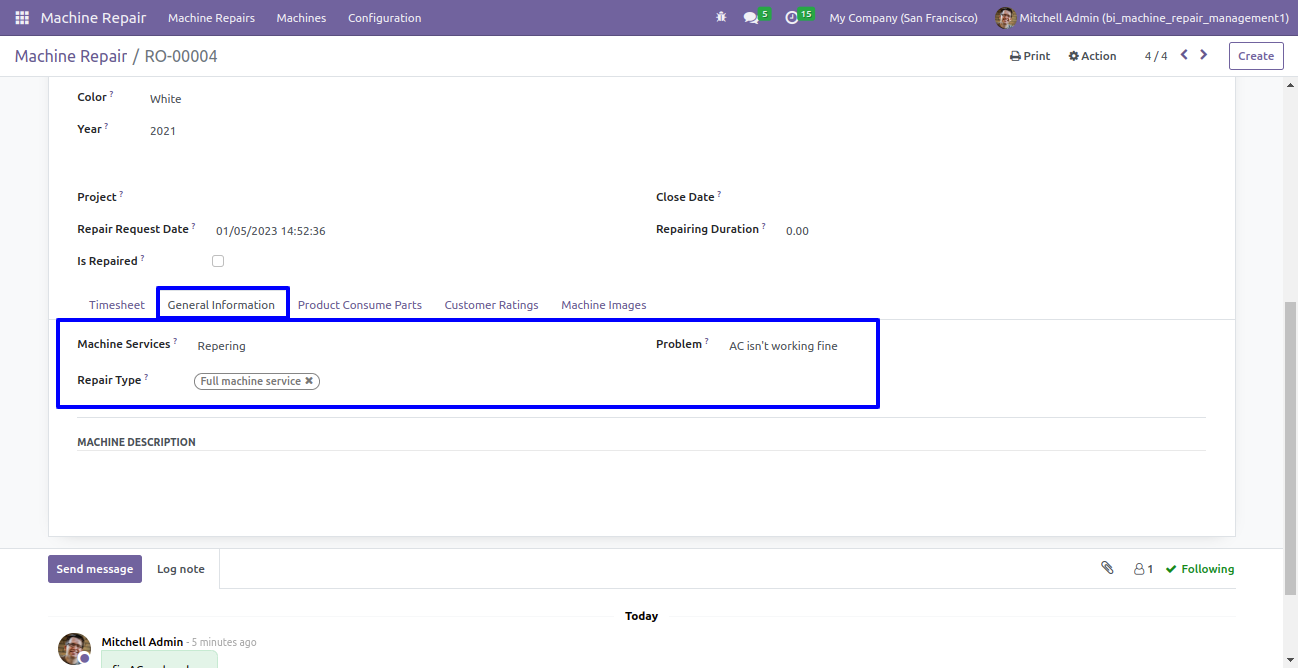 Machine Repair Machine Repairs Machines Configuration 5 15 My Company (San Francisco) Mitchell Admin (bi_machine_repair_management1)
Machine Repair / RO-00004 Print Action 4 / 4 Create
Color ? White
Year ? 2021
Project ? Close Date ?
Repair Request Date ? 01/05/2023 14:52:36 Repairing Duration ? 0.00
Is Repaired ?
Timesheet General Information Product Consume Parts Customer Ratings Machine Images
Machine Services ? Repering Problem ? AC isn't working fine
Repair Type ? Full machine service ✖
MACHINE DESCRIPTION
Send message Log note 1 Following
Today
Mitchell Admin - 5 minutes ago